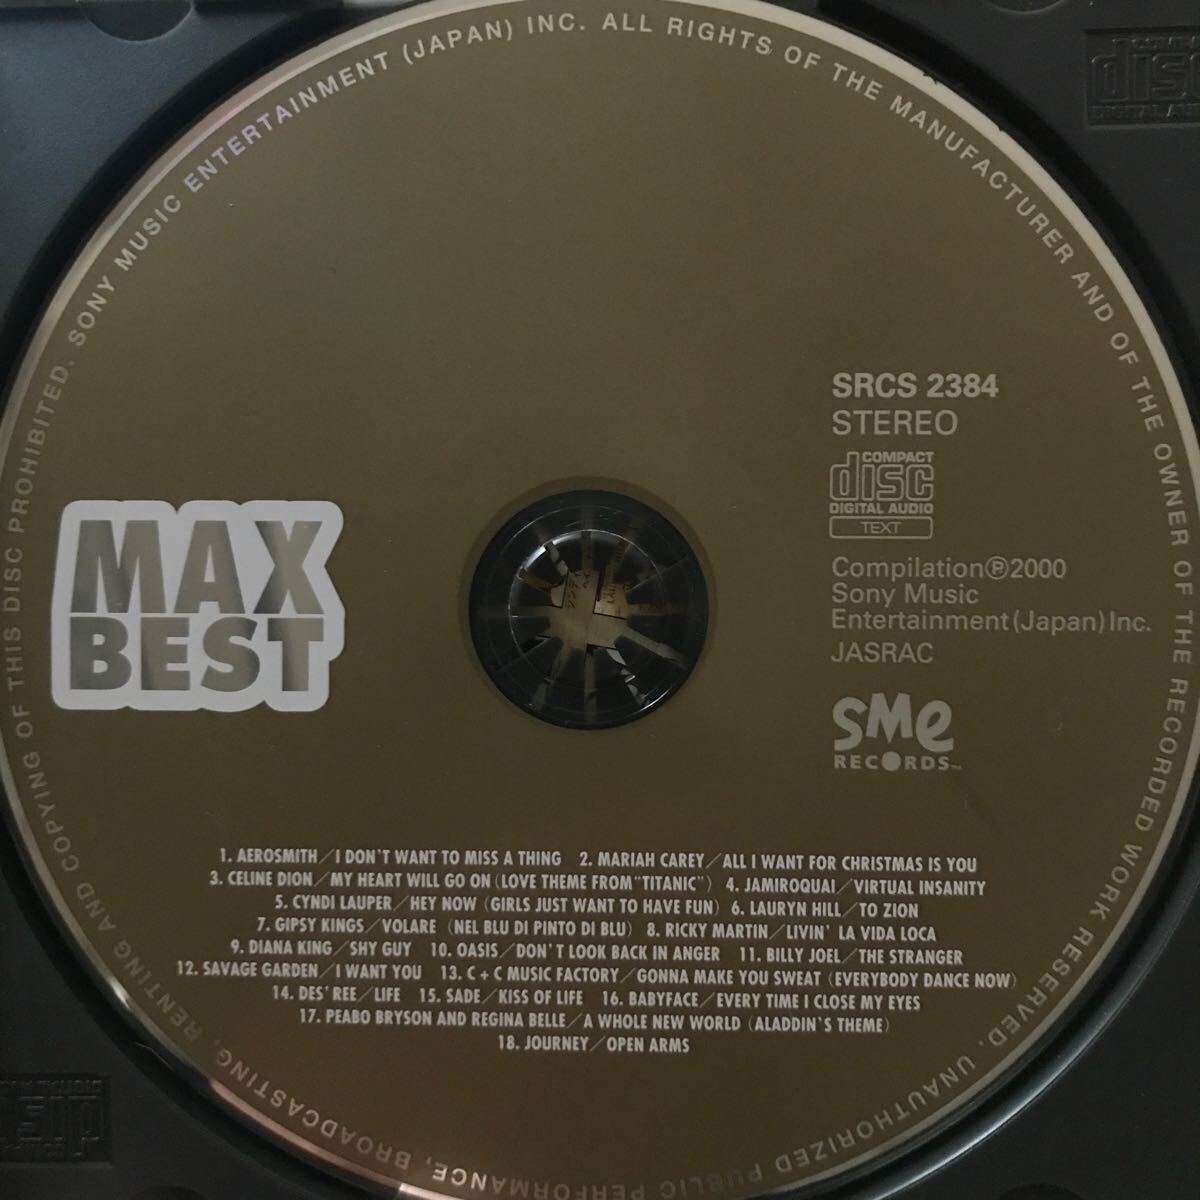 SONY MUSIC ENTERTAINMENT (JAPAN) INC. ALL RIGHTS OF THE MANUFACTURER AND OF THE OWNER OF THE RECORDED WORK RESERVED. UNAUTHORIZED PUBLIC PERFORMANCE, BROADCASTING, RENTING AND COPYING OF THIS DISC PROHIBITED.
MAX
BEST
SRCS 2384
STEREO
COMPACT
disc
DIGITAL AUDIO
TEXT
Compilation℗2000
Sony Music
Entertainment(Japan)Inc.
JASRAC
SMe
RECORDS
1. AEROSMITH／I DON'T WANT TO MISS A THING 2. MARIAH CAREY／ALL I WANT FOR CHRISTMAS IS YOU
3. CELINE DION／MY HEART WILL GO ON (LOVE THEME FROM "TITANIC") 4. JAMIROQUAI／VIRTUAL INSANITY
5. CYNDI LAUPER／HEY NOW (GIRLS JUST WANT TO HAVE FUN) 6. LAURYN HILL／TO ZION
7. GIPSY KINGS／VOLARE (NEL BLU DI PINTO DI BLU) 8. RICKY MARTIN／LIVIN' LA VIDA LOCA
9. DIANA KING／SHY GUY 10. OASIS／DON'T LOOK BACK IN ANGER 11. BILLY JOEL／THE STRANGER
12. SAVAGE GARDEN／I WANT YOU 13. C + C MUSIC FACTORY／GONNA MAKE YOU SWEAT (EVERYBODY DANCE NOW)
14. DES'REE／LIFE 15. SADE／KISS OF LIFE 16. BABYFACE／EVERY TIME I CLOSE MY EYES
17. PEABO BRYSON AND REGINA BELLE／A WHOLE NEW WORLD (ALADDIN'S THEME)
18. JOURNEY／OPEN ARMS